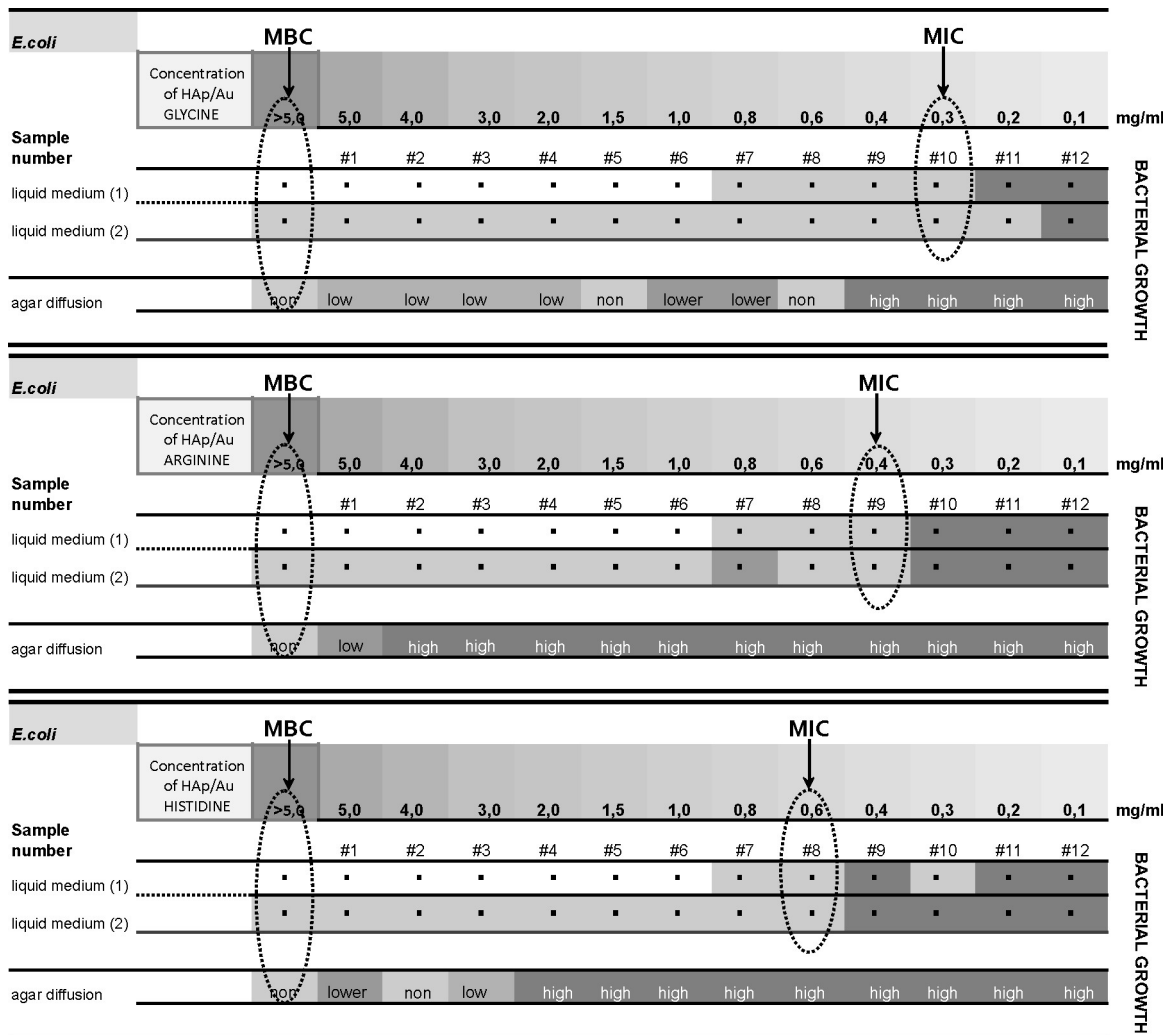 E.coli MBC MIC
Concentration
of HAp/Au
GLYCINE >5,0 5,0 4,0 3,0 2,0 1,5 1,0 0,8 0,6 0,4 0,3 0,2 0,1 mg/ml
Sample
number #1 #2 #3 #4 #5 #6 #7 #8 #9 #10 #11 #12
liquid medium (1)
liquid medium (2)
agar diffusion non low low low low non lower lower non high high high high
BACTERIAL GROWTH
E.coli MBC MIC
Concentration
of HAp/Au
ARGININE >5,0 5,0 4,0 3,0 2,0 1,5 1,0 0,8 0,6 0,4 0,3 0,2 0,1 mg/ml
Sample
number #1 #2 #3 #4 #5 #6 #7 #8 #9 #10 #11 #12
liquid medium (1)
liquid medium (2)
agar diffusion non low high high high high high high high high high high high
BACTERIAL GROWTH
E.coli MBC MIC
Concentration
of HAp/Au
HISTIDINE >5,0 5,0 4,0 3,0 2,0 1,5 1,0 0,8 0,6 0,4 0,3 0,2 0,1 mg/ml
Sample
number #1 #2 #3 #4 #5 #6 #7 #8 #9 #10 #11 #12
liquid medium (1)
liquid medium (2)
agar diffusion non lower non low high high high high high high high high high
BACTERIAL GROWTH